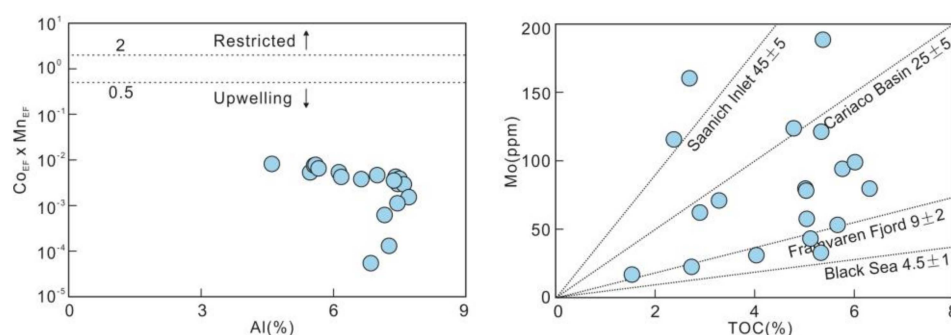 10¹
10⁰
10⁻¹
10⁻²
10⁻³
10⁻⁴
10⁻⁵
Co_EF x Mn_EF
2
Restricted ↑
0.5
Upwelling ↓
0
3
6
9
Al(%)
200
150
100
50
0
Mo(ppm)
Saanich Inlet 45±5
Cariaco Basin 25±5
Framvaren Fjord 9±2
Black Sea 4.5±1
0
2
4
6
TOC(%)